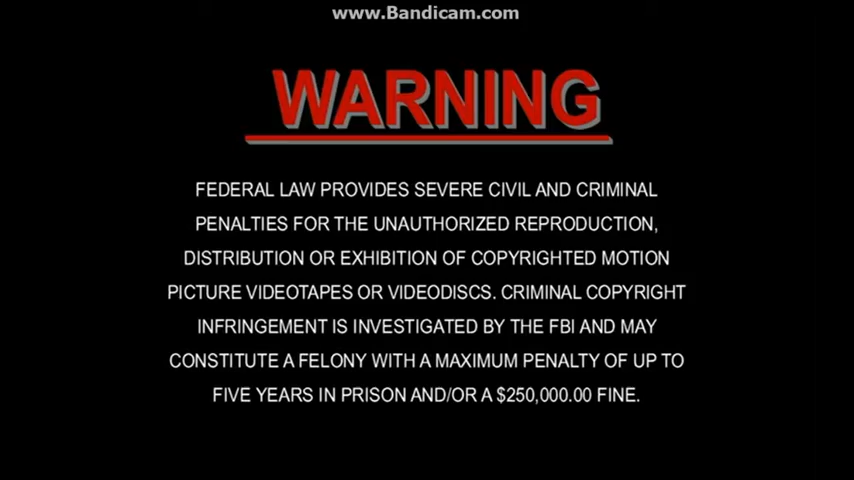 www.Bandicam.com
WARNING
FEDERAL LAW PROVIDES SEVERE CIVIL AND CRIMINAL
PENALTIES FOR THE UNAUTHORIZED REPRODUCTION,
DISTRIBUTION OR EXHIBITION OF COPYRIGHTED MOTION
PICTURE VIDEOTAPES OR VIDEODISCS. CRIMINAL COPYRIGHT
INFRINGEMENT IS INVESTIGATED BY THE FBI AND MAY
CONSTITUTE A FELONY WITH A MAXIMUM PENALTY OF UP TO
FIVE YEARS IN PRISON AND/OR A $250,000.00 FINE.